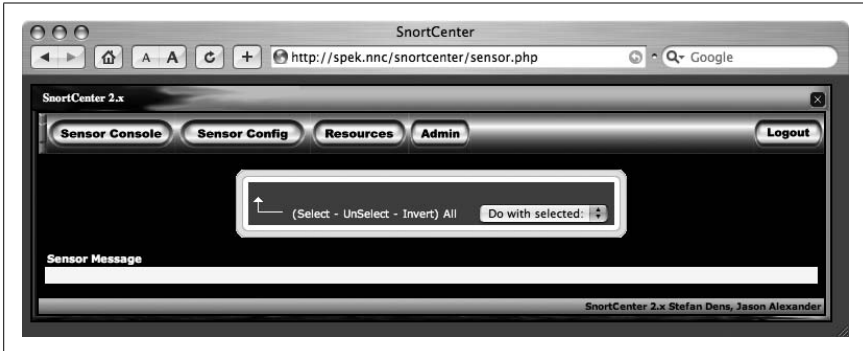 SnortCenter
A A + http://spek.nnc/snortcenter/sensor.php Q Google
SnortCenter 2.x
Sensor Console Sensor Config Resources Admin Logout
(Select - UnSelect - Invert) All Do with selected:
Sensor Message
SnortCenter 2.x Stefan Dens, Jason Alexander